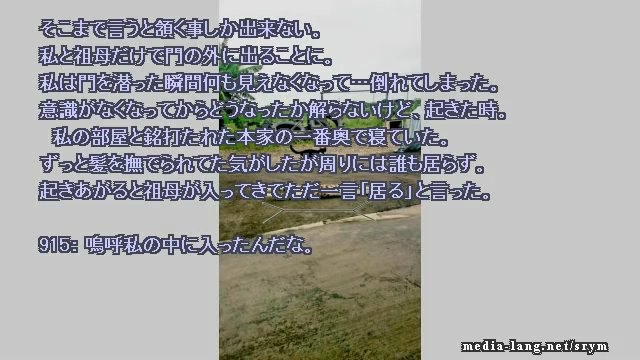 そこまで言うと頷く事しか出来ない。
私と祖母だけで門の外に出ることに。
私は門を潜った瞬間何も見えなくなって…倒れてしまった。
意識がなくなってからどうなったか解らないけど、起きた時。
私の部屋と銘打たれた本家の一番奥で寝ていた。
ずっと髪を撫でられてた気がしたが周りには誰も居らず。
起きあがると祖母が入ってきてただ一言「居る」と言った。
915: 嗚呼私の中に入ったんだな。
media-lang.net/srym